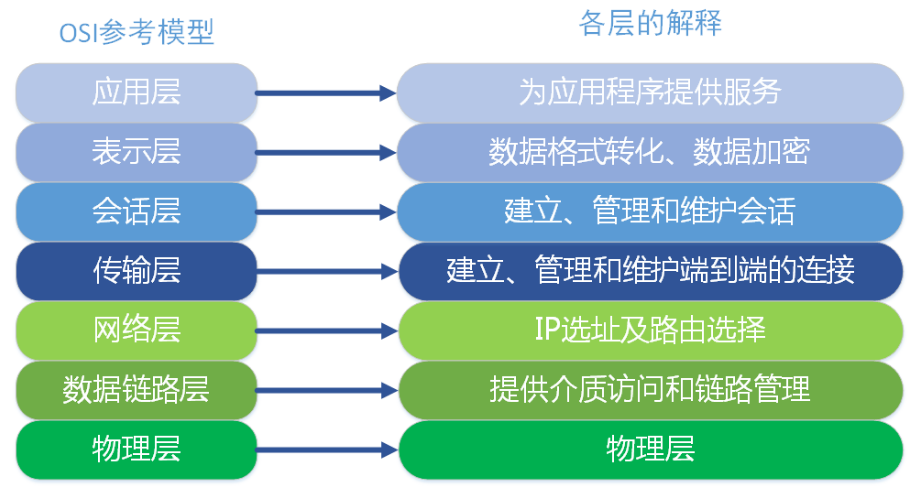 OSI参考模型
各层的解释
应用层
为应用程序提供服务
表示层
数据格式转化、数据加密
会话层
建立、管理和维护会话
传输层
建立、管理和维护端到端的连接
网络层
IP选址及路由选择
数据链路层
提供介质访问和链路管理
物理层
物理层